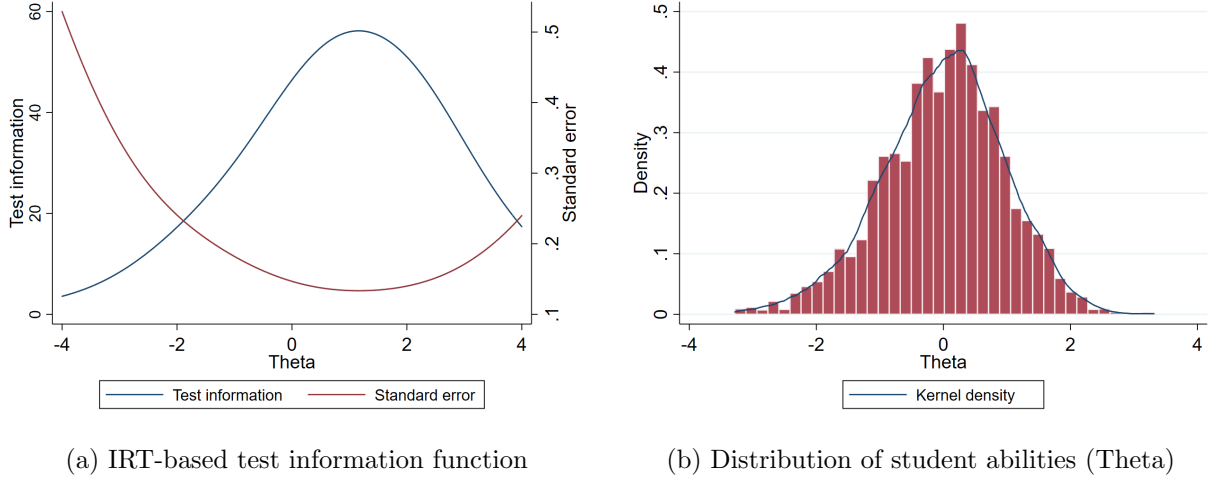 60
40
20
0
Test information
.5
.4
.3
.2
.1
Standard error
-4 -2 0 2 4
Theta
Test information Standard error
(a) IRT-based test information function
.5
.4
.3
.2
.1
0
Density
-4 -2 0 2 4
Theta
Kernel density
(b) Distribution of student abilities (Theta)